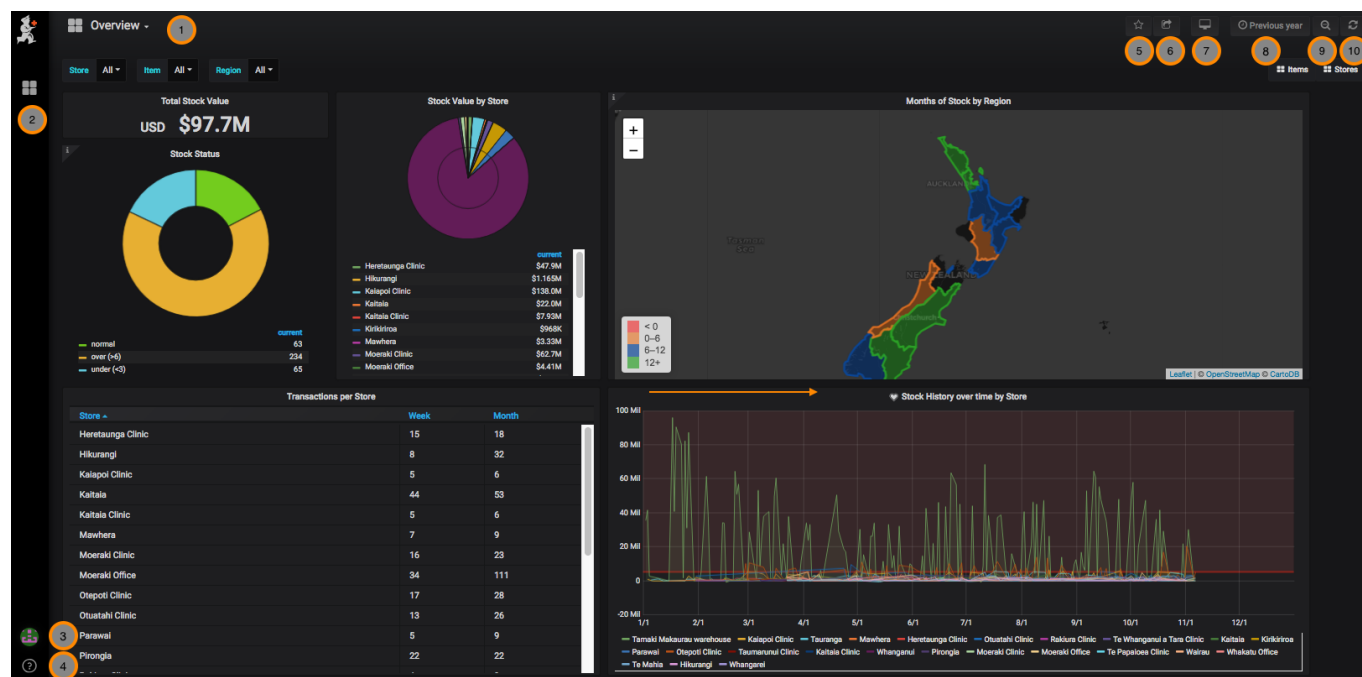 Overview
1
5
6
7
Previous year
8
9
10
Store All Item All Region All
Items Stores
2
Total Stock Value
USD $97.7M
i
Stock Status
current
normal 63
over (>6) 234
under (<3) 65
Stock Value by Store
current
Heretaunga Clinic $47.9M
Hikurangi $1.165M
Kaiapoi Clinic $138.0M
Kaitaia $22.0M
Kaitaia Clinic $7.93M
Kirikiriroa $968K
Mawhera $3.33M
Moeraki Clinic $62.7M
Moeraki Office $4.41M
i
Months of Stock by Region
+
−
AUCKLAND
Tasman
Sea
NEW ZEALAND
Christchurch
< 0
0–6
6–12
12+
Leaflet | © OpenStreetMap © CartoDB
Transactions per Store
Store Week Month
Heretaunga Clinic 15 18
Hikurangi 8 32
Kaiapoi Clinic 5 6
Kaitaia 44 53
Kaitaia Clinic 5 6
Mawhera 7 9
Moeraki Clinic 16 23
Moeraki Office 34 111
Otepoti Clinic 17 28
Otuatahi Clinic 13 26
Parawai 5 9
Pirongia 22 22
3
?
4
Stock History over time by Store
100 Mil
80 Mil
60 Mil
40 Mil
20 Mil
0
-20 Mil
1/1 2/1 3/1 4/1 5/1 6/1 7/1 8/1 9/1 10/1 11/1 12/1
Tamaki Makaurau warehouse Kaiapoi Clinic Tauranga Mawhera Heretaunga Clinic Otuatahi Clinic Rakiura Clinic Te Whanganui a Tara Clinic Kaitaia Kirikiriroa
Parawai Otepoti Clinic Taumarunui Clinic Kaitaia Clinic Whanganui Pirongia Moeraki Clinic Moeraki Office Te Papaioea Clinic Wairau Whakatu Office
Te Mahia Hikurangi Whangarei